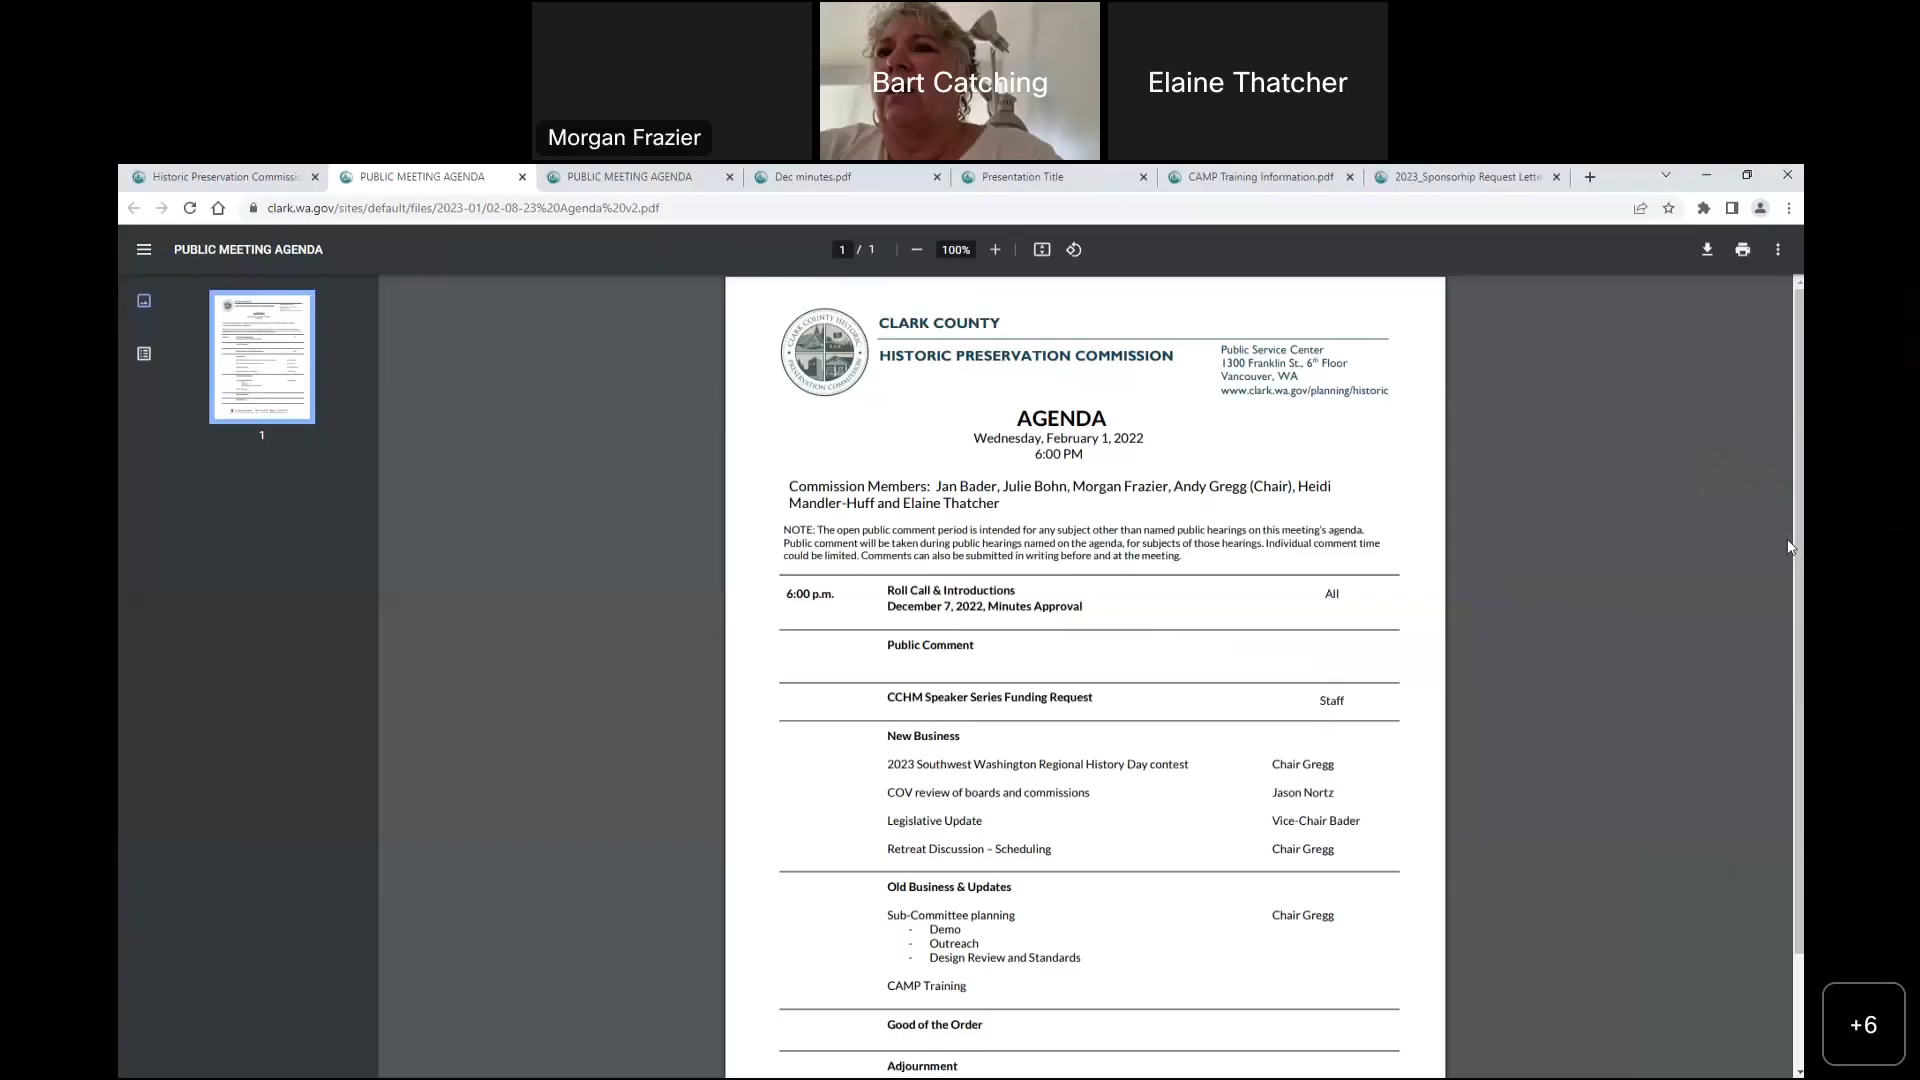 Bart Catching
Elaine Thatcher
Morgan Frazier
Historic Preservation Commissic
PUBLIC MEETING AGENDA
PUBLIC MEETING AGENDA
Dec minutes.pdf
Presentation Title
CAMP Training Information.pdf
2023_Sponsorhip Request Lette
clark.wa.gov/sites/default/files/2023-01/02-08-23%20Agenda%20v2.pdf
PUBLIC MEETING AGENDA
1 / 1
100%
1
CLARK COUNTY HISTORIC PRESERVATION COMMISSION
CLARK COUNTY
HISTORIC PRESERVATION COMMISSION
Public Service Center
1300 Franklin St., 6th Floor
Vancouver, WA
www.clark.wa.gov/planning/historic
AGENDA
Wednesday, February 1, 2022
6:00 PM
Commission Members: Jan Bader, Julie Bohn, Morgan Frazier, Andy Gregg (Chair), Heidi
Mandler-Huff and Elaine Thatcher
NOTE: The open public comment period is intended for any subject other than named public hearings on this meeting's agenda.
Public comment will be taken during public hearings named on the agenda, for subjects of those hearings. Individual comment time
could be limited. Comments can also be submitted in writing before and at the meeting.
6:00 p.m. Roll Call & Introductions All
December 7, 2022, Minutes Approval
Public Comment
CCHM Speaker Series Funding Request Staff
New Business
2023 Southwest Washington Regional History Day contest Chair Gregg
COV review of boards and commissions Jason Nortz
Legislative Update Vice-Chair Bader
Retreat Discussion – Scheduling Chair Gregg
Old Business & Updates
Sub-Committee planning Chair Gregg
- Demo
- Outreach
- Design Review and Standards
CAMP Training
Good of the Order
Adjournment
+6